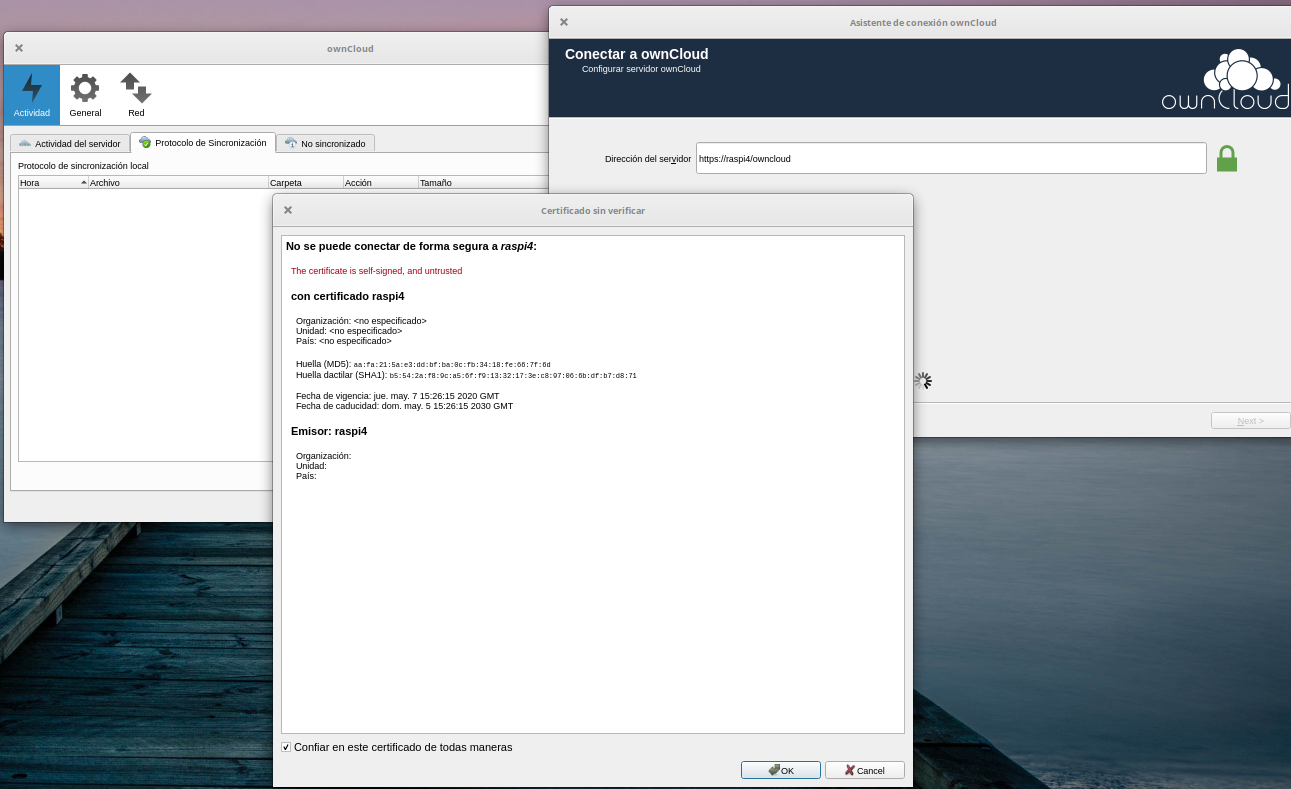 ownCloud
Actividad
General
Red
Actividad del servidor
Protocolo de Sincronización
No sincronizado
Protocolo de sincronización local
Hora
Archivo
Carpeta
Acción
Tamaño
Asistente de conexión ownCloud
Conectar a ownCloud
Configurar servidor ownCloud
ownCloud
Dirección del servidor
https://raspi4/owncloud
Next >
Certificado sin verificar
No se puede conectar de forma segura a raspi4:
The certificate is self-signed, and untrusted
con certificado raspi4
Organización: <no especificado>
Unidad: <no especificado>
País: <no especificado>
Huella (MD5): aa:fa:21:5a:e3:dd:bf:ba:0c:fb:34:18:fe:66:7f:6d
Huella dactilar (SHA1): b5:54:2a:f8:9c:a5:6f:f9:13:32:17:3e:c8:97:06:6b:df:b7:d8:71
Fecha de vigencia: jue. may. 7 15:26:15 2020 GMT
Fecha de caducidad: dom. may. 5 15:26:15 2030 GMT
Emisor: raspi4
Organización:
Unidad:
País:
Confiar en este certificado de todas maneras
OK
Cancel